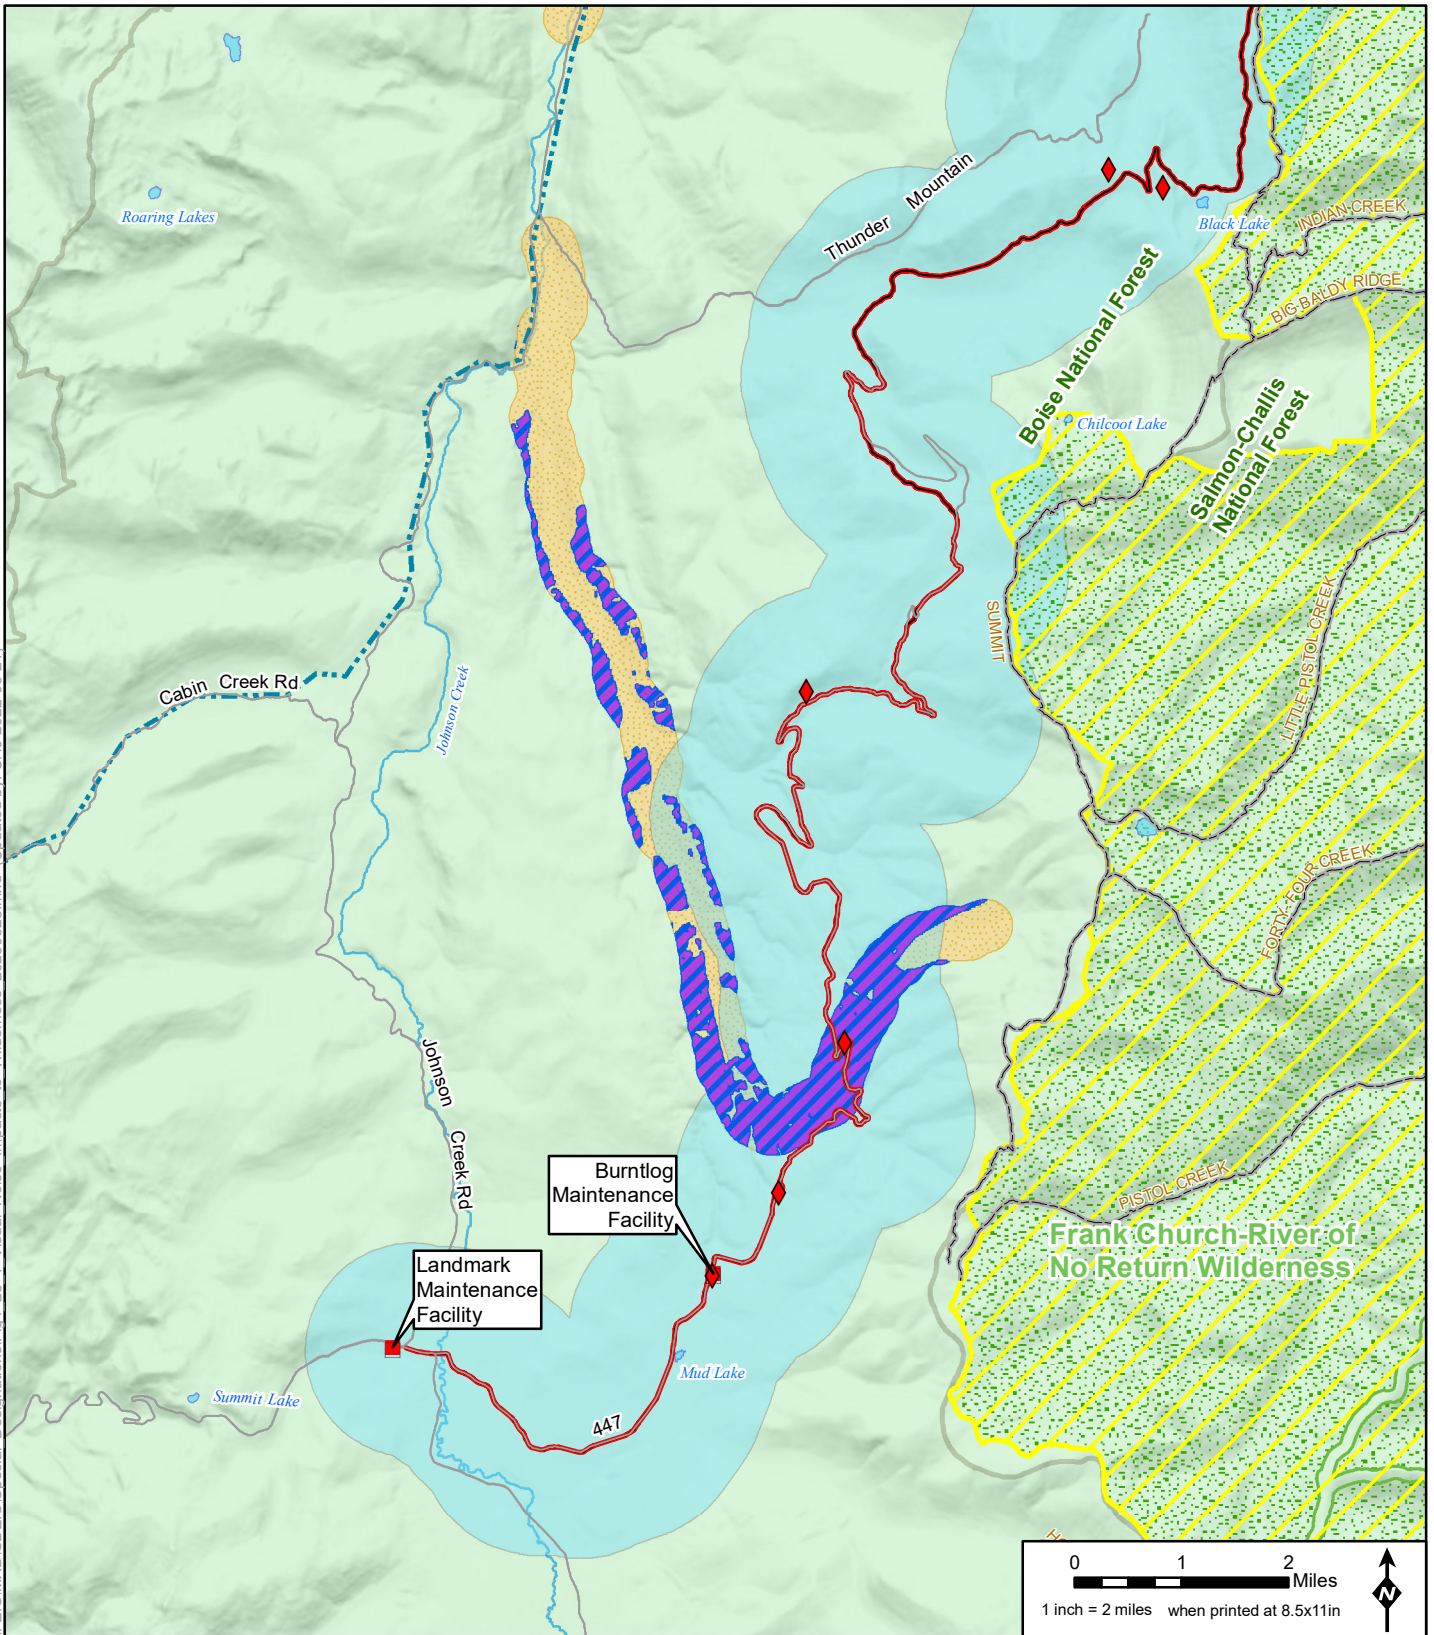 Thunder Mountain
Roaring Lakes
Black Lake
INDIAN CREEK
BIG BALDY RIDGE
Boise National Forest
Chilcoot Lake
Salmon-Challis
National Forest
SUMMIT
LITTLE PISTOL CREEK
Cabin Creek Rd
Johnson Creek
FORTY-FOUR CREEK
Johnson Creek Rd
Burntlog
Maintenance
Facility
PISTOL CREEK
Frank Church-River of
No Return Wilderness
Landmark
Maintenance
Facility
Mud Lake
Summit Lake
447
0 1 2
Miles
1 inch = 2 miles when printed at 8.5x11in
N